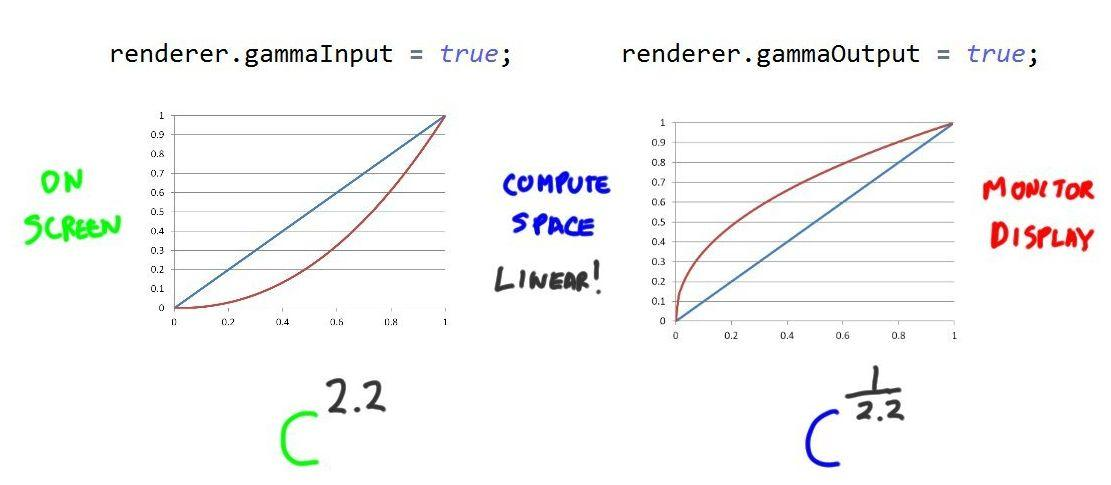 renderer.gammaInput = true;
renderer.gammaOutput = true;
1
0.9
0.8
0.7
0.6
0.5
0.4
0.3
0.2
0.1
0
0 0.2 0.4 0.6 0.8 1
ON
SCREEN
COMPUTE
SPACE
LINEAR!
1
0.9
0.8
0.7
0.6
0.5
0.4
0.3
0.2
0.1
0
0 0.2 0.4 0.6 0.8 1
MONITOR
DISPLAY
C 2.2
C 1/2.2